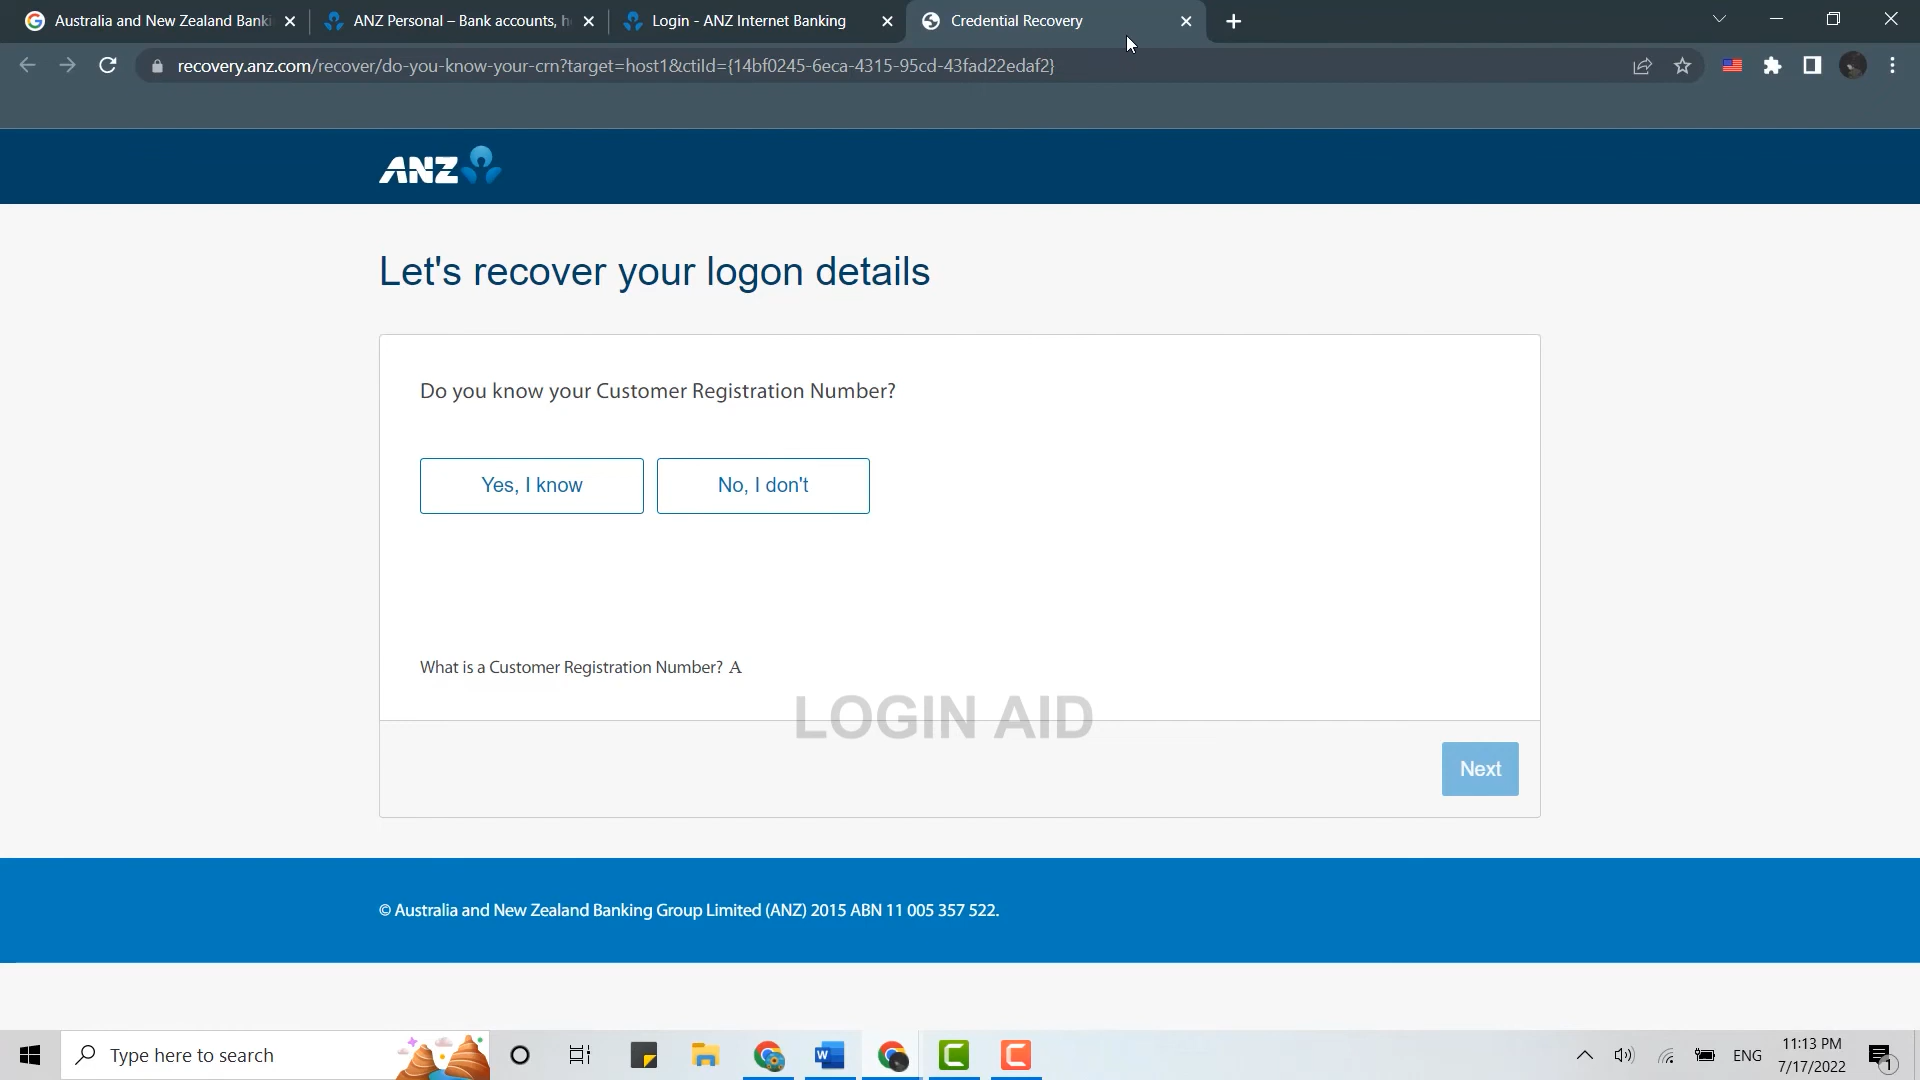 Australia and New Zealand Banki
ANZ Personal – Bank accounts, h
Login - ANZ Internet Banking
Credential Recovery
recovery.anz.com/recover/do-you-know-your-crn?target=host1&ctiId={14bf0245-6eca-4315-95cd-43fad22edaf2}
ANZ
Let's recover your logon details
Do you know your Customer Registration Number?
Yes, I know
No, I don't
What is a Customer Registration Number? A
LOGIN AID
Next
© Australia and New Zealand Banking Group Limited (ANZ) 2015 ABN 11 005 357 522.
Type here to search
ENG
11:13 PM
7/17/2022
1